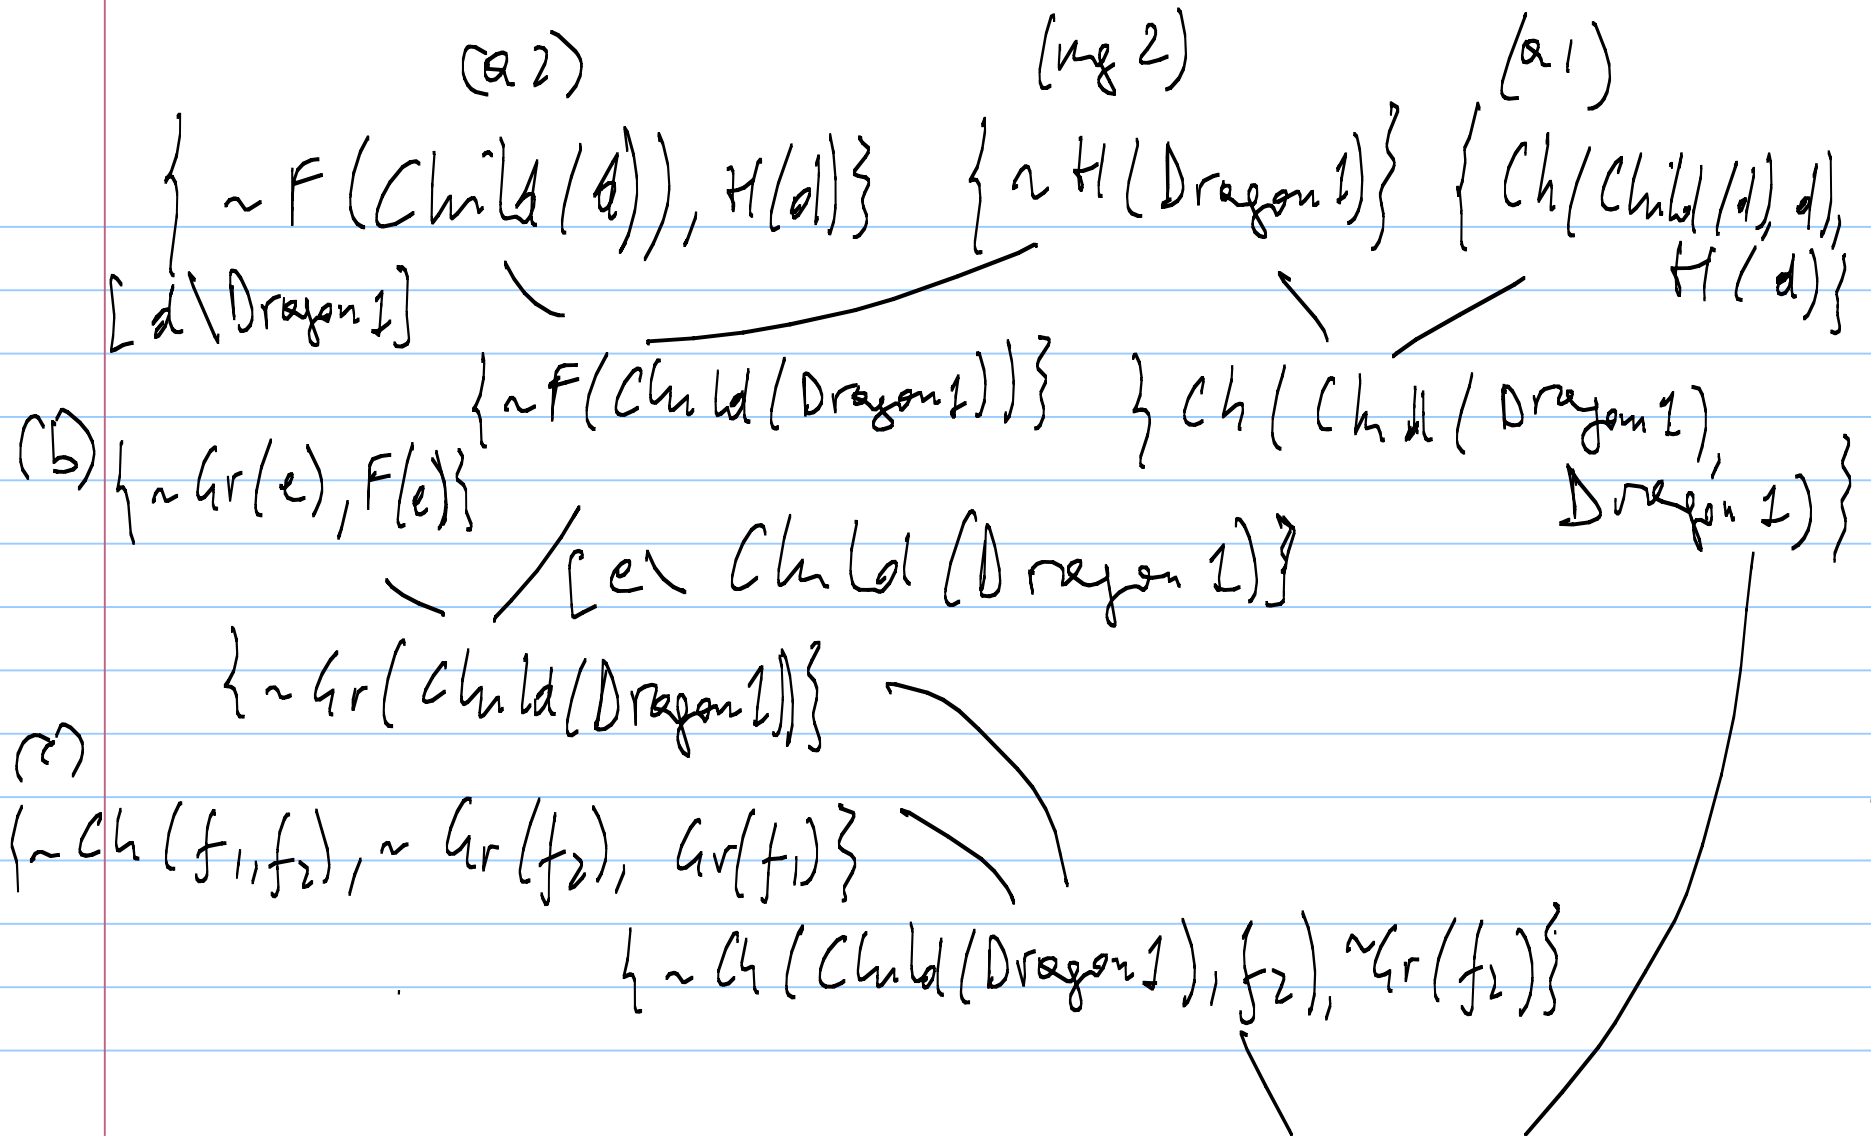 (a2) (ng 2) (a1)
{ ~ F (Child(d)), H(d)} { ~ H(Dragon1)} { Ch(Child(d), d),
H(d)}
[d\Dragon1]
{~F(Child(Dragon1))} } Ch(Child(Dragon1),
Dragon1)}
(b) {~Gr(e), F(e)}
[e\ Child(Dragon1)]
{~Gr(Child(Dragon1))}
(c)
{~Ch(f₁,f₂), ~Gr(f₂), Gr(f₁)}
{~Ch(Child(Dragon1), f₂), ~Gr(f₂)}